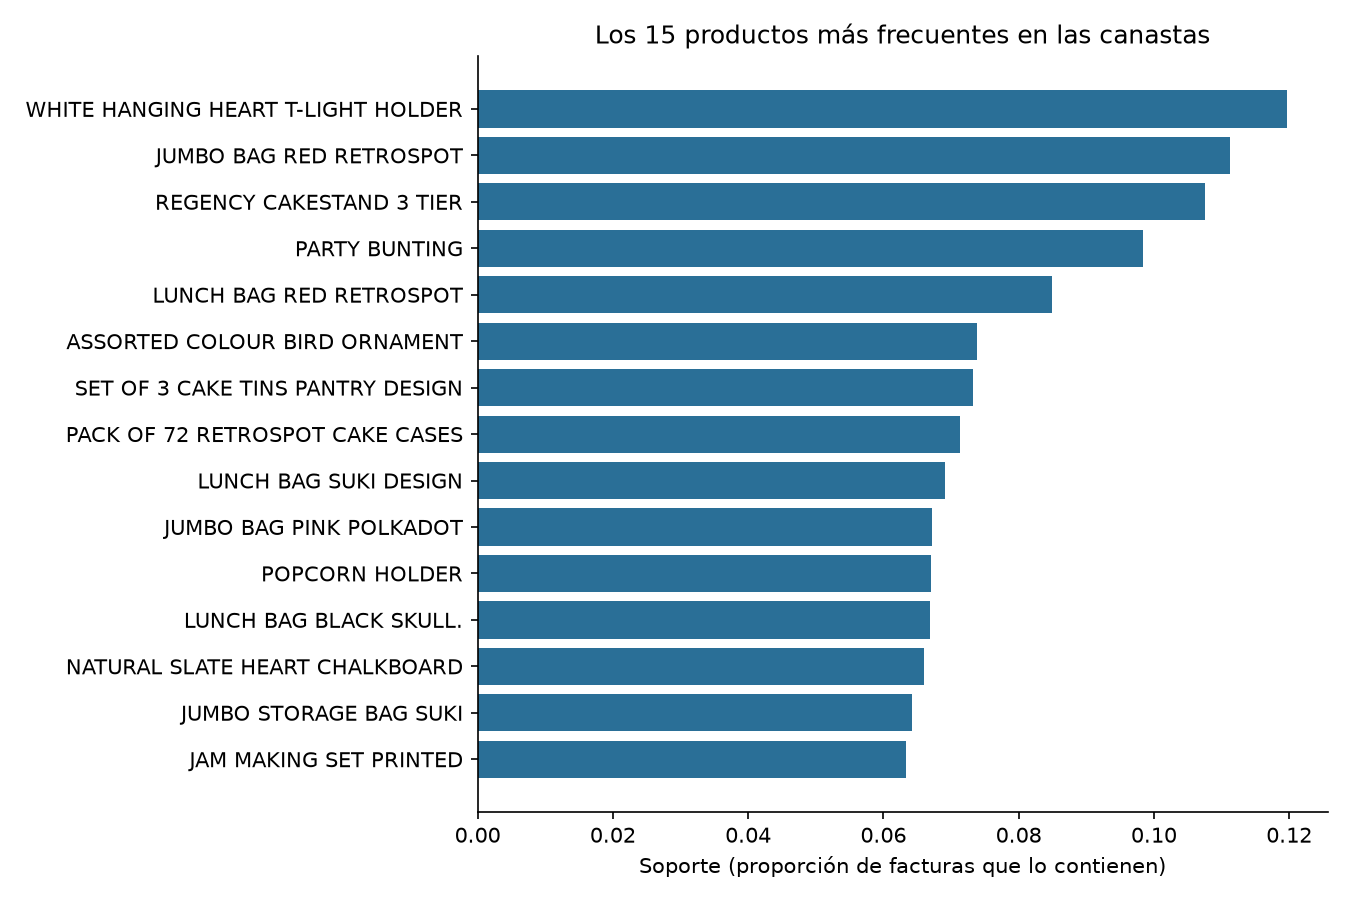 Los 15 productos más frecuentes en las canastas
WHITE HANGING HEART T-LIGHT HOLDER
JUMBO BAG RED RETROSPOT
REGENCY CAKESTAND 3 TIER
PARTY BUNTING
LUNCH BAG RED RETROSPOT
ASSORTED COLOUR BIRD ORNAMENT
SET OF 3 CAKE TINS PANTRY DESIGN
PACK OF 72 RETROSPOT CAKE CASES
LUNCH BAG SUKI DESIGN
JUMBO BAG PINK POLKADOT
POPCORN HOLDER
LUNCH BAG BLACK SKULL.
NATURAL SLATE HEART CHALKBOARD
JUMBO STORAGE BAG SUKI
JAM MAKING SET PRINTED
0.00 0.02 0.04 0.06 0.08 0.10 0.12
Soporte (proporción de facturas que lo contienen)